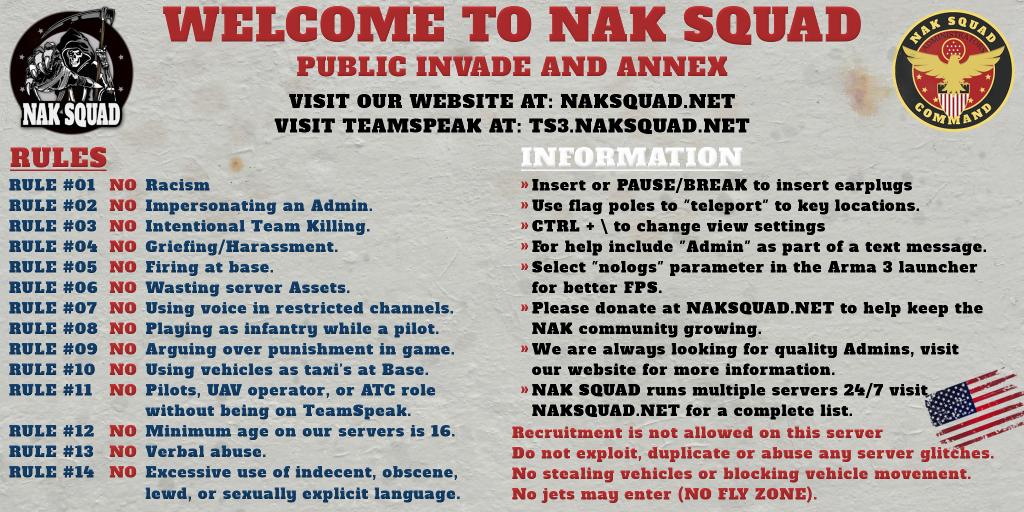 WELCOME TO NAK SQUAD
PUBLIC INVADE AND ANNEX
VISIT OUR WEBSITE AT: NAKSQUAD.NET
VISIT TEAMSPEAK AT: TS3.NAKSQUAD.NET
NAK SQUAD
NAK SQUAD
COMMAND
RULES
RULE #01 NO Racism
RULE #02 NO Impersonating an Admin.
RULE #03 NO Intentional Team Killing.
RULE #04 NO Griefing/Harassment.
RULE #05 NO Firing at base.
RULE #06 NO Wasting server Assets.
RULE #07 NO Using voice in restricted channels.
RULE #08 NO Playing as infantry while a pilot.
RULE #09 NO Arguing over punishment in game.
RULE #10 NO Using vehicles as taxi's at Base.
RULE #11 NO Pilots, UAV operator, or ATC role
without being on TeamSpeak.
RULE #12 NO Minimum age on our servers is 16.
RULE #13 NO Verbal abuse.
RULE #14 NO Excessive use of indecent, obscene,
lewd, or sexually explicit language.
INFORMATION
» Insert or PAUSE/BREAK to insert earplugs
» Use flag poles to "teleport" to key locations.
» CTRL + \ to change view settings
» For help include "Admin" as part of a text message.
» Select "nologs" parameter in the Arma 3 launcher
for better FPS.
» Please donate at NAKSQUAD.NET to help keep the
NAK community growing.
» We are always looking for quality Admins, visit
our website for more information.
» NAK SQUAD runs multiple servers 24/7 visit
NAKSQUAD.NET for a complete list.
Recruitment is not allowed on this server
Do not exploit, duplicate or abuse any server glitches.
No stealing vehicles or blocking vehicle movement.
No jets may enter (NO FLY ZONE).